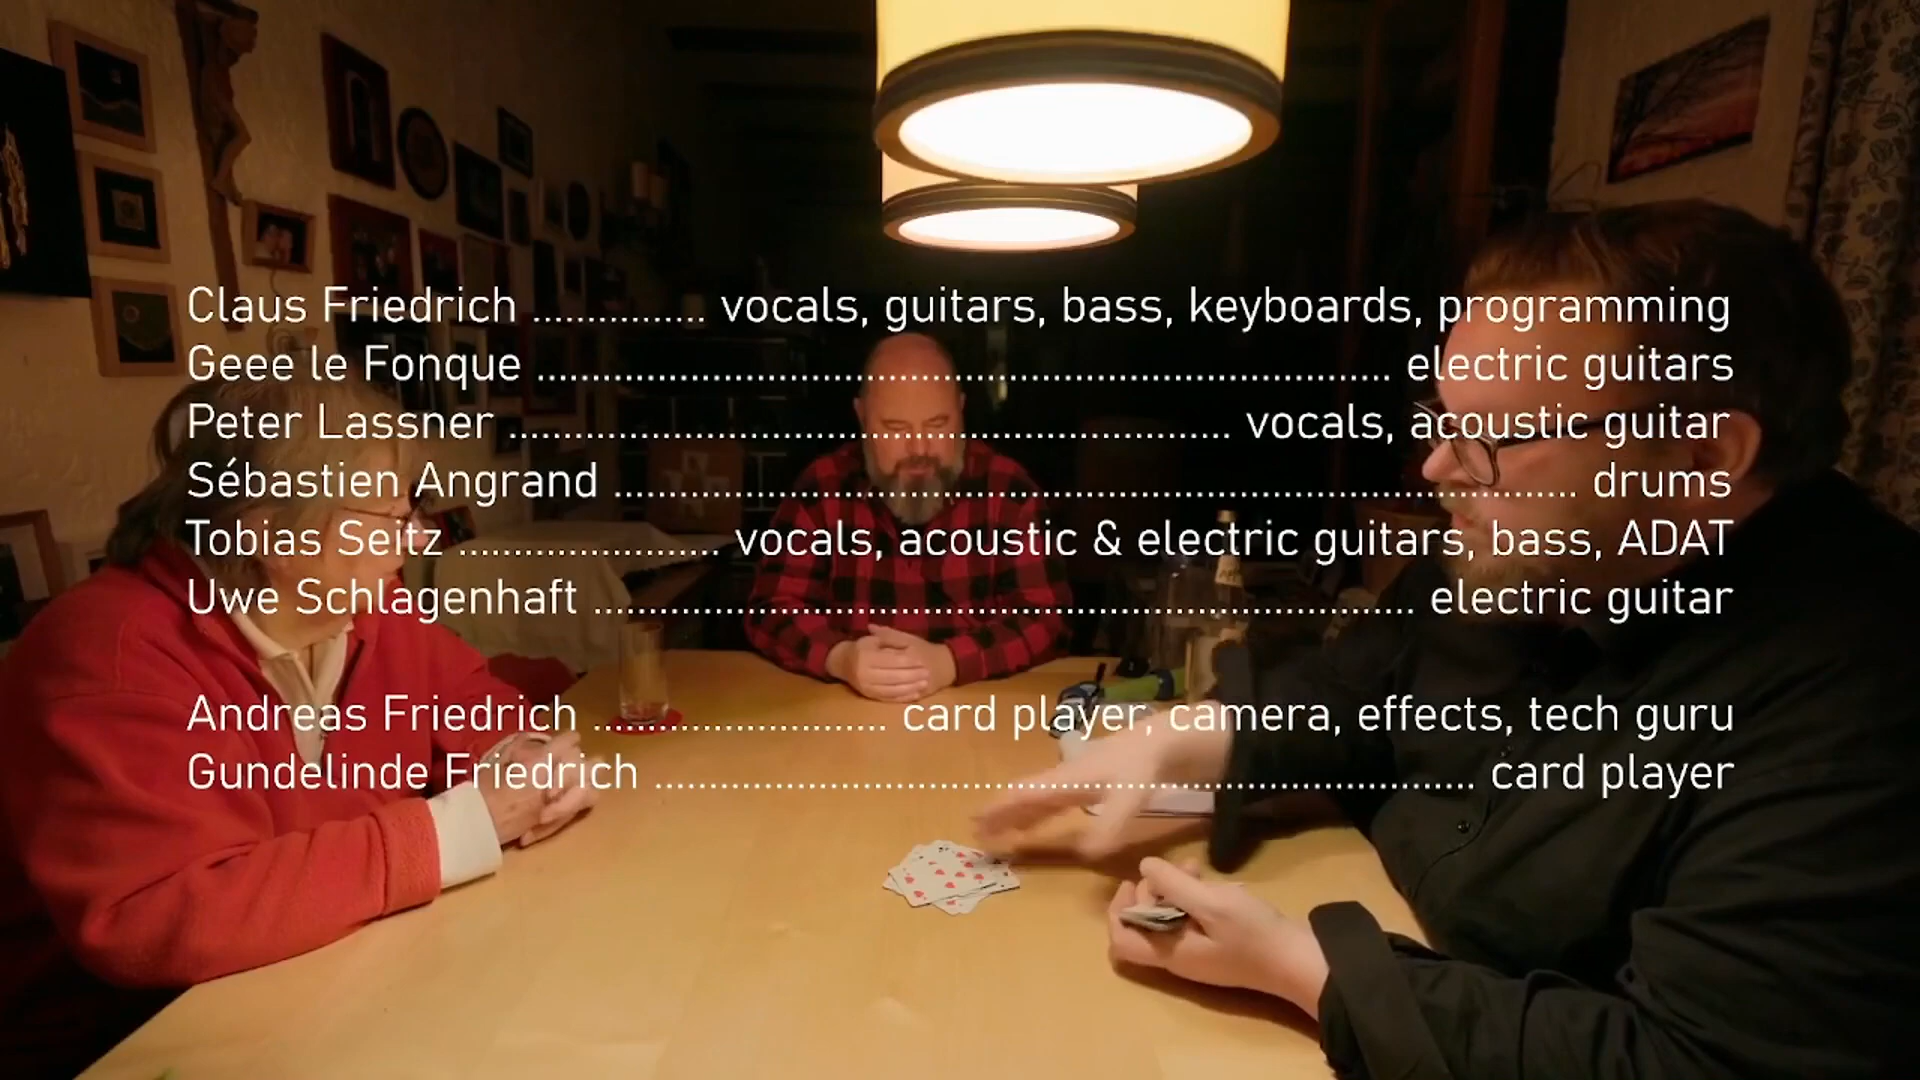 Claus Friedrich ................ vocals, guitars, bass, keyboards, programming
Geee le Fonque ............................................................................... electric guitars
Peter Lassner ................................................................... vocals, acoustic guitar
Sébastien Angrand ......................................................................................... drums
Tobias Seitz ........................ vocals, acoustic & electric guitars, bass, ADAT
Uwe Schlagenhaft ............................................................................ electric guitar
Andreas Friedrich ........................... card player, camera, effects, tech guru
Gundelinde Friedrich ............................................................................ card player